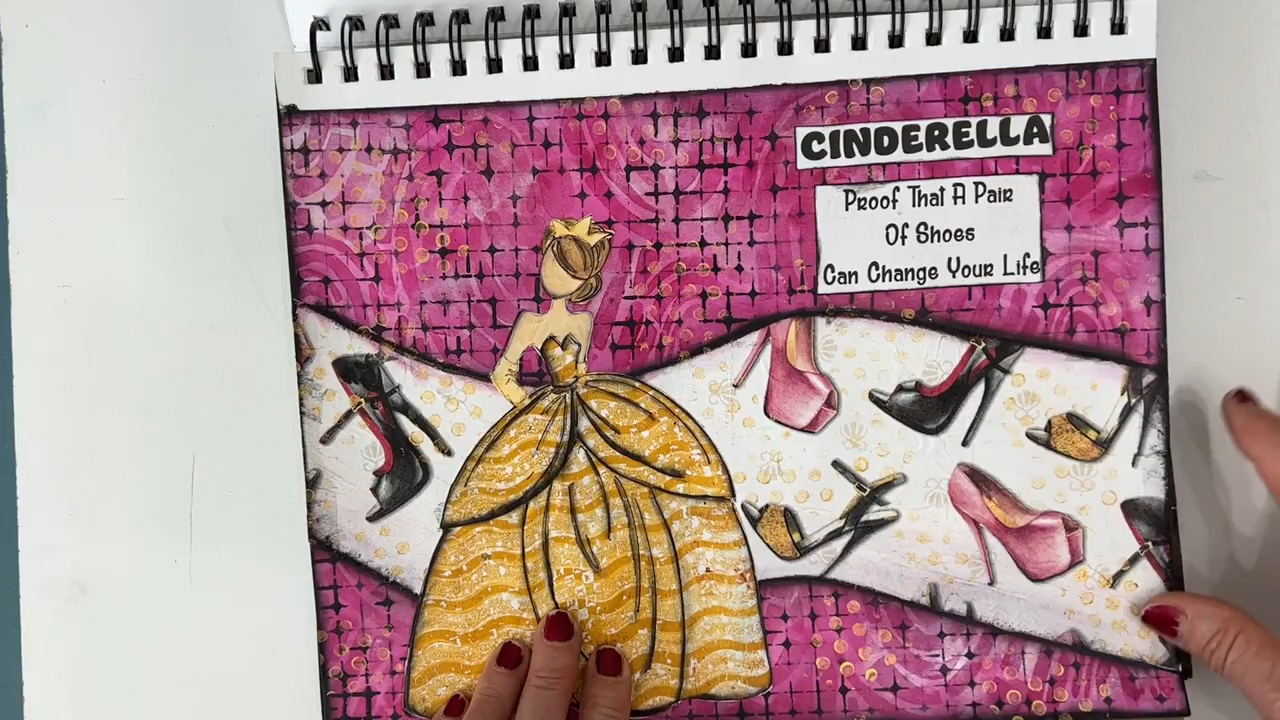 CINDERELLA
Proof That A Pair
Of Shoes
Can Change Your Life